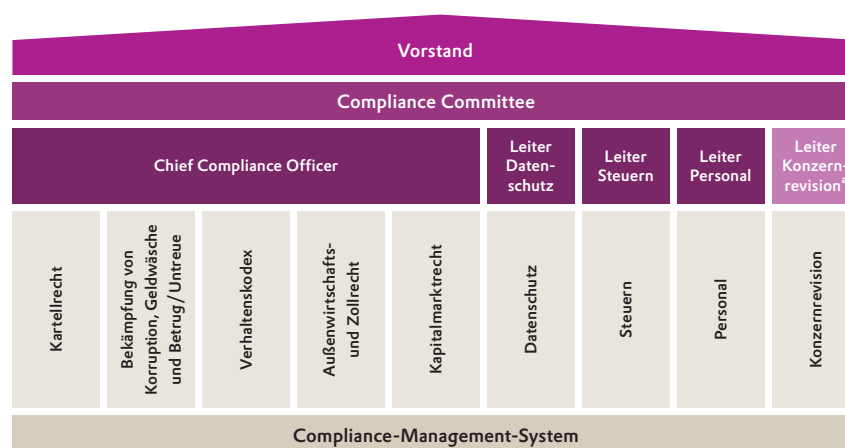 Vorstand
Compliance Committee
Chief Compliance Officer
Leiter
Daten-
schutz
Leiter
Steuern
Leiter
Personal
Leiter
Konzern-
revisionª
Kartellrecht
Bekämpfung von
Korruption, Geldwäsche
und Betrug/Untreue
Verhaltenskodex
Außenwirtschafts-
und Zollrecht
Kapitalmarktrecht
Datenschutz
Steuern
Personal
Konzernrevision
Compliance-Management-System